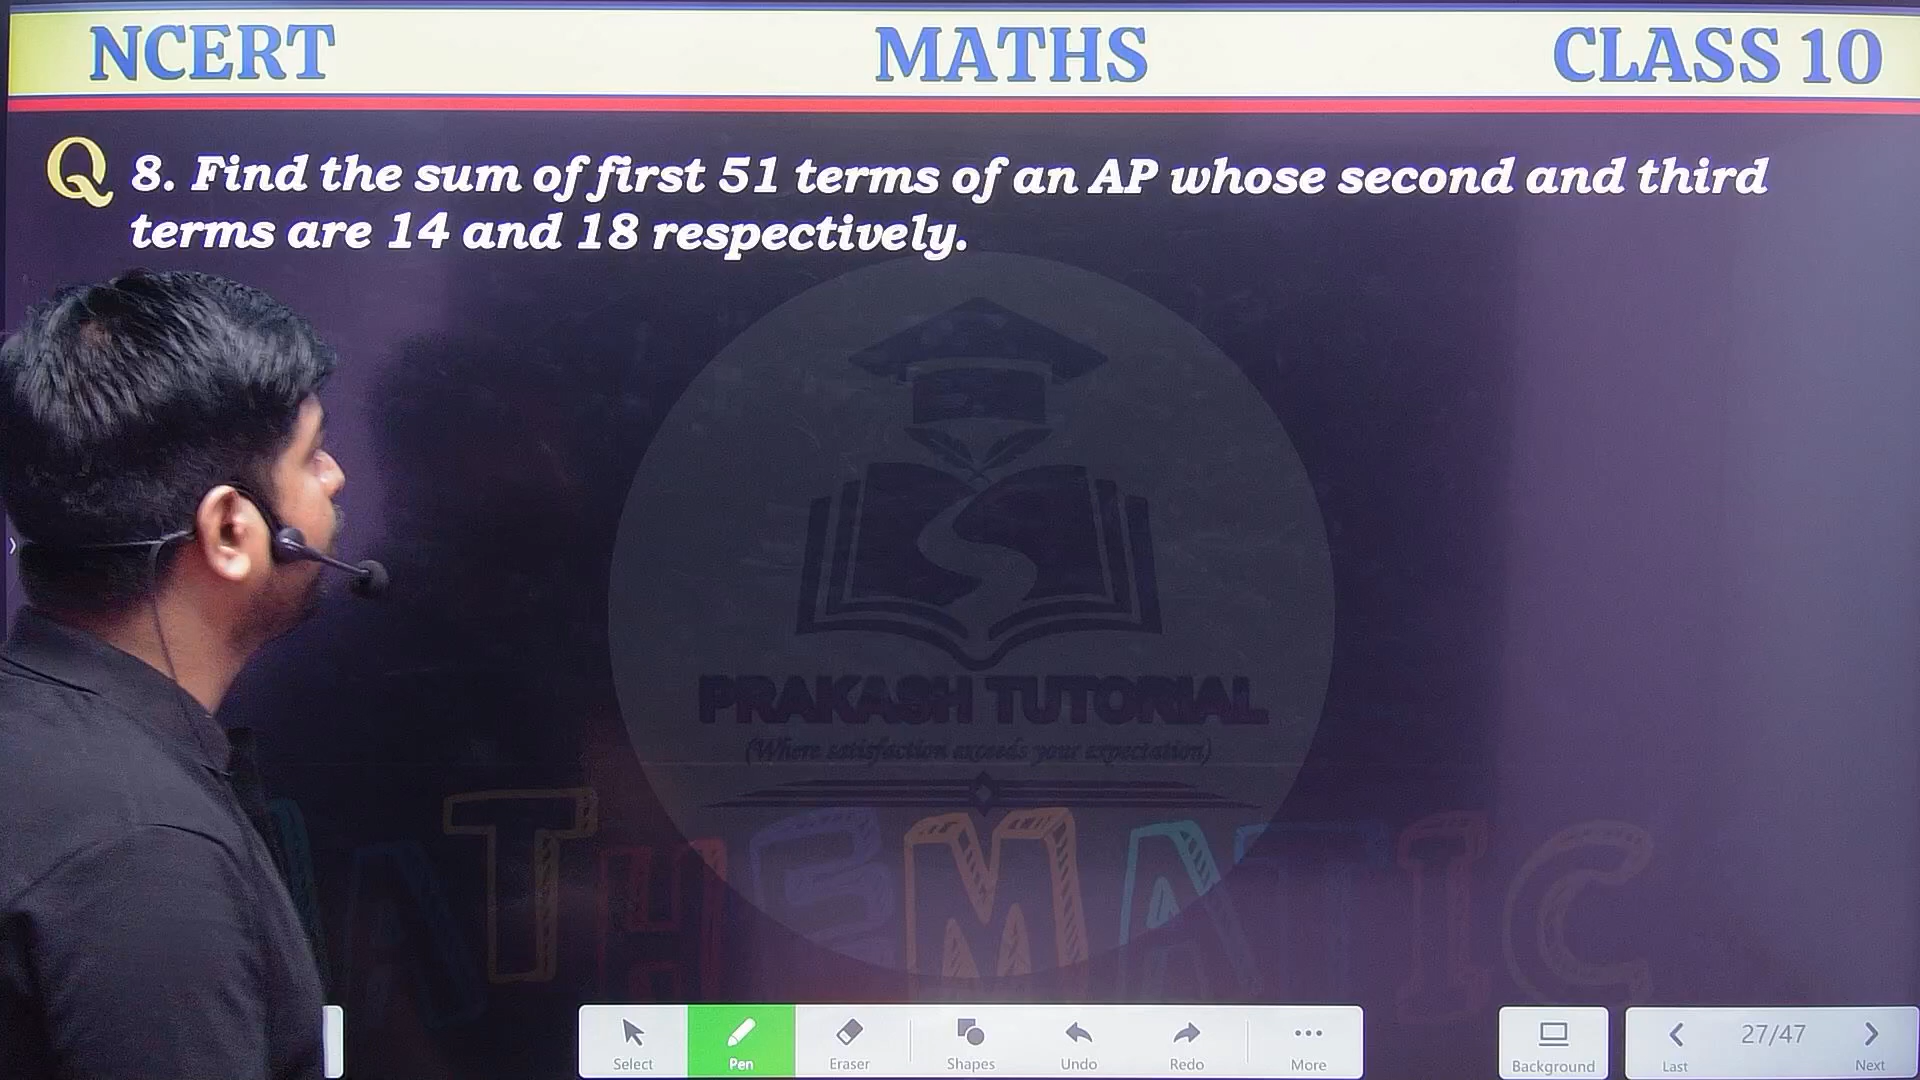 NCERT MATHS CLASS 10
Q 8. Find the sum of first 51 terms of an AP whose second and third
terms are 14 and 18 respectively.
PRAKASH TUTORIAL
(Where satisfaction exceeds your expectation)
MATHEMATIC
Select Pen Eraser Shapes Undo Redo More Background Last 27/47 Next